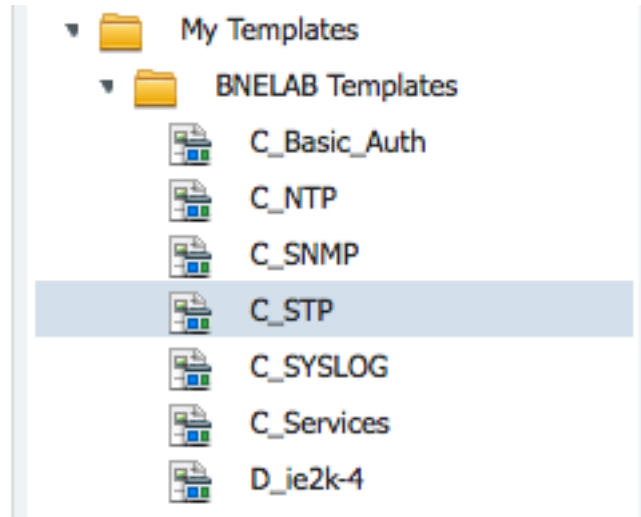 My Templates
BNELAB Templates
C_Basic_Auth
C_NTP
C_SNMP
C_STP
C_SYSLOG
C_Services
D_ie2k-4